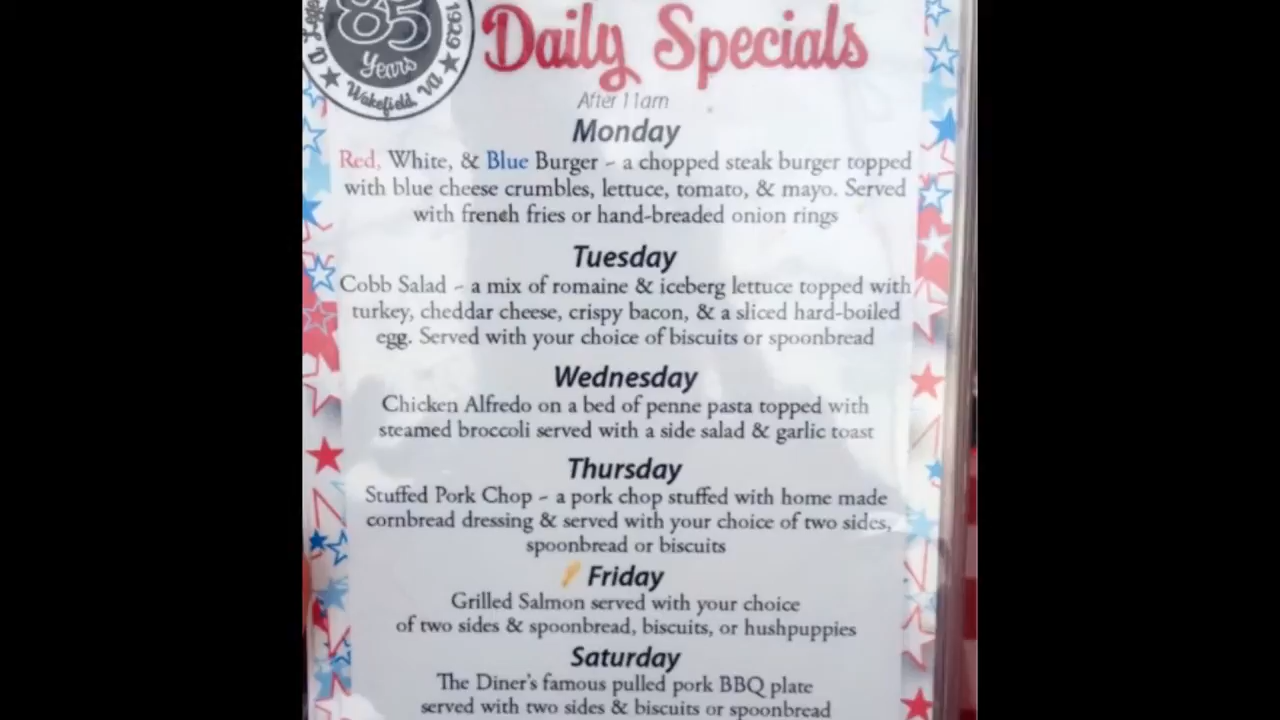 85
Years
Wakefield, VA
1929
Daily Specials
After 11am
Monday
Red, White, & Blue Burger - a chopped steak burger topped
with blue cheese crumbles, lettuce, tomato, & mayo. Served
with french fries or hand-breaded onion rings
Tuesday
Cobb Salad - a mix of romaine & iceberg lettuce topped with
turkey, cheddar cheese, crispy bacon, & a sliced hard-boiled
egg. Served with your choice of biscuits or spoonbread
Wednesday
Chicken Alfredo on a bed of penne pasta topped with
steamed broccoli served with a side salad & garlic toast
Thursday
Stuffed Pork Chop - a pork chop stuffed with home made
cornbread dressing & served with your choice of two sides,
spoonbread or biscuits
Friday
Grilled Salmon served with your choice
of two sides & spoonbread, biscuits, or hushpuppies
Saturday
The Diner's famous pulled pork BBQ plate
served with two sides & biscuits or spoonbread